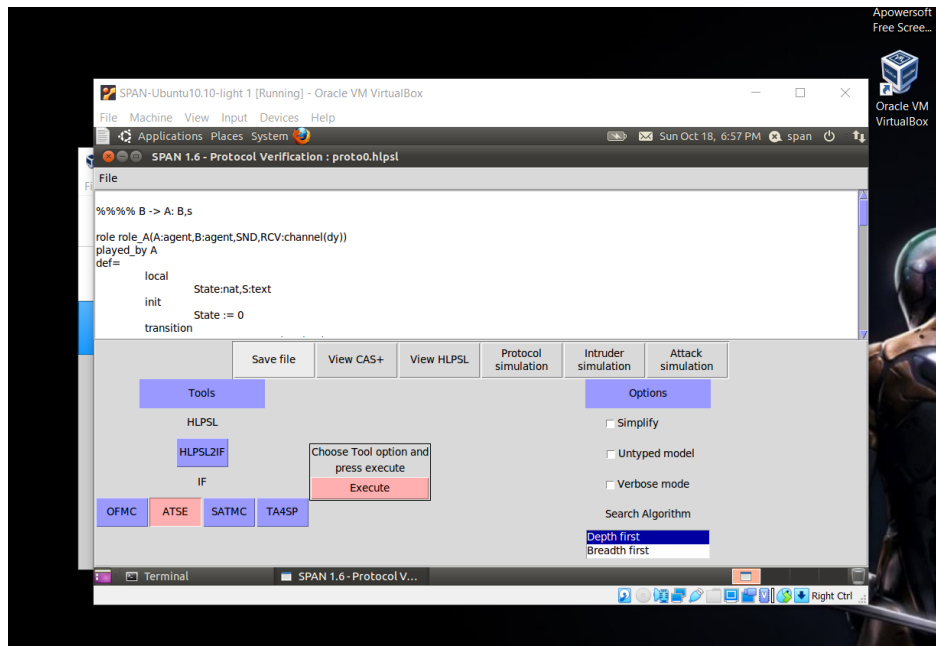 Apowersoft
Free Scree...
Oracle VM
VirtualBox
SPAN-Ubuntu10.10-light 1 [Running] - Oracle VM VirtualBox
File Machine View Input Devices Help
Applications Places System Sun Oct 18, 6:57 PM span
SPAN 1.6 - Protocol Verification : proto0.hlpsl
File
%%%% B -> A: B,s
role role_A(A:agent,B:agent,SND,RCV:channel(dy))
played_by A
def=
local
State:nat,S:text
init
State := 0
transition
Save file View CAS+ View HLPSL Protocol simulation Intruder simulation Attack simulation
Tools Options
HLPSL Simplify
HLPSL2IF Choose Tool option and press execute Untyped model
IF Execute Verbose mode
OFMC ATSE SATMC TA4SP Search Algorithm
Depth first
Breadth first
Terminal SPAN 1.6 - Protocol V...
Right Ctrl